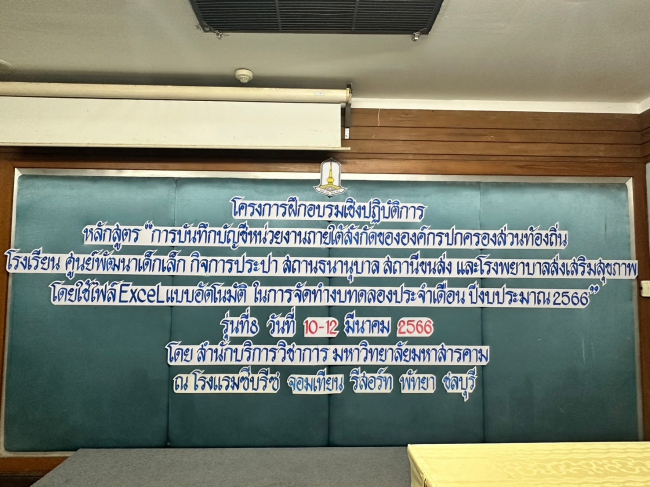 โครงการฝึกอบรมเชิงปฏิบัติการ
หลักสูตร "การบันทึกบัญชีหน่วยงานภายใต้สังกัดขององค์กรปกครองส่วนท้องถิ่น
โรงเรียน ศูนย์พัฒนาเด็กเล็ก กิจการประปา สถานธนานุบาล สถานีขนส่ง และโรงพยาบาลส่งเสริมสุขภาพ
โดยใช้ไฟล์ Excel แบบอัตโนมัติ ในการจัดทำงบทดลองประจำเดือน ปีงบประมาณ 2566"
รุ่นที่8 วันที่ 10-12 มีนาคม 2566
โดย สำนักบริการวิชาการ มหาวิทยาลัยมหาสารคาม
ณ โรงแรมซีบรีซ จอมเทียน รีสอร์ท พัทยา ชลบุรี